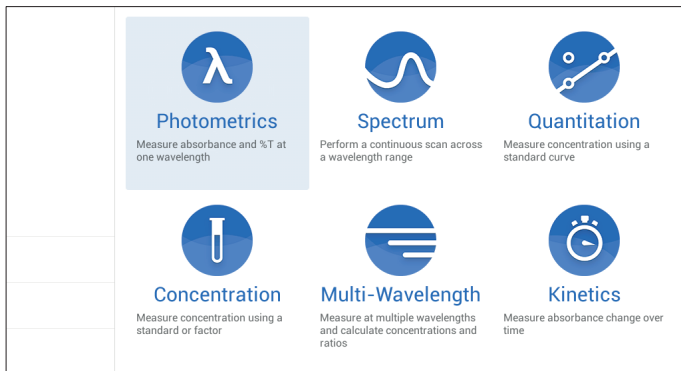 λ
Photometrics
Measure absorbance and %T at
one wavelength
Spectrum
Perform a continuous scan across
a wavelength range
Quantitation
Measure concentration using a
standard curve
Concentration
Measure concentration using a
standard or factor
Multi-Wavelength
Measure at multiple wavelengths
and calculate concentrations and
ratios
Kinetics
Measure absorbance change over
time